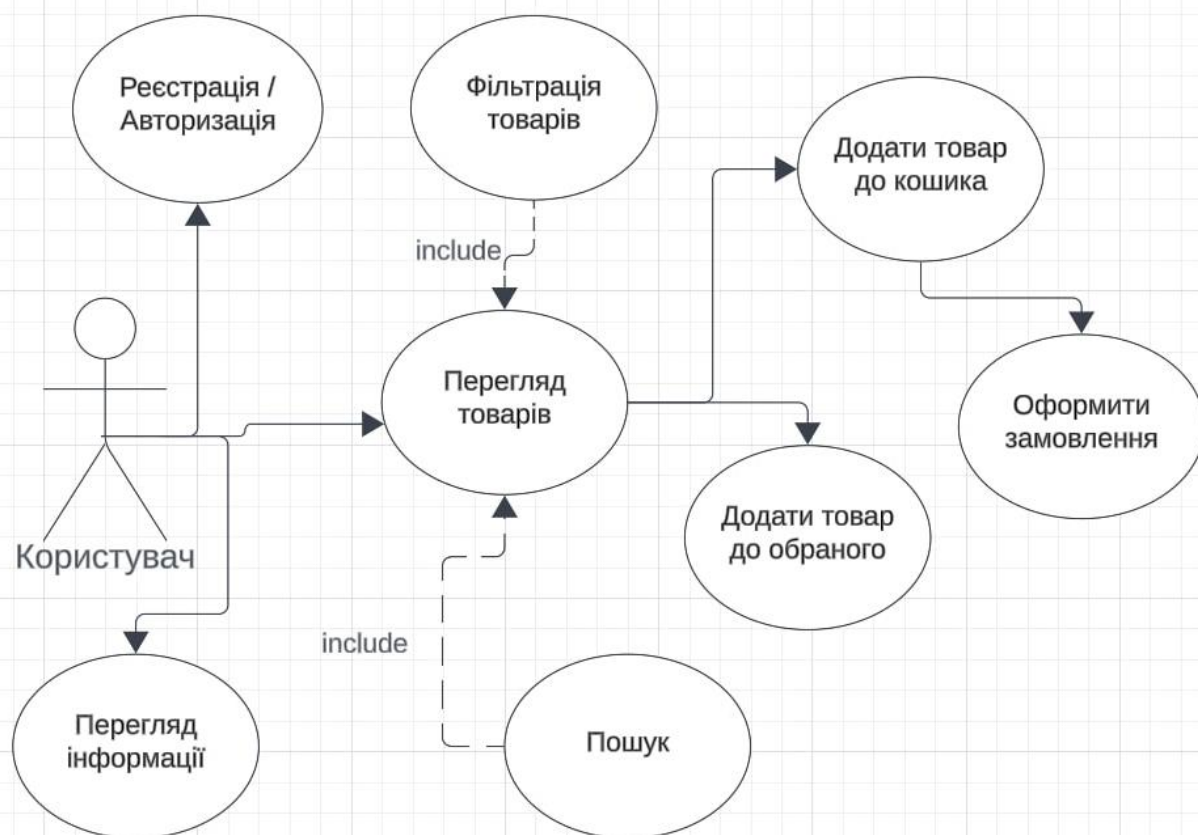 Реєстрація /
Авторизація
Фільтрація
товарів
Додати товар
до кошика
include
Перегляд
товарів
Оформити
замовлення
Додати товар
до обраного
Користувач
include
Перегляд
інформації
Пошук